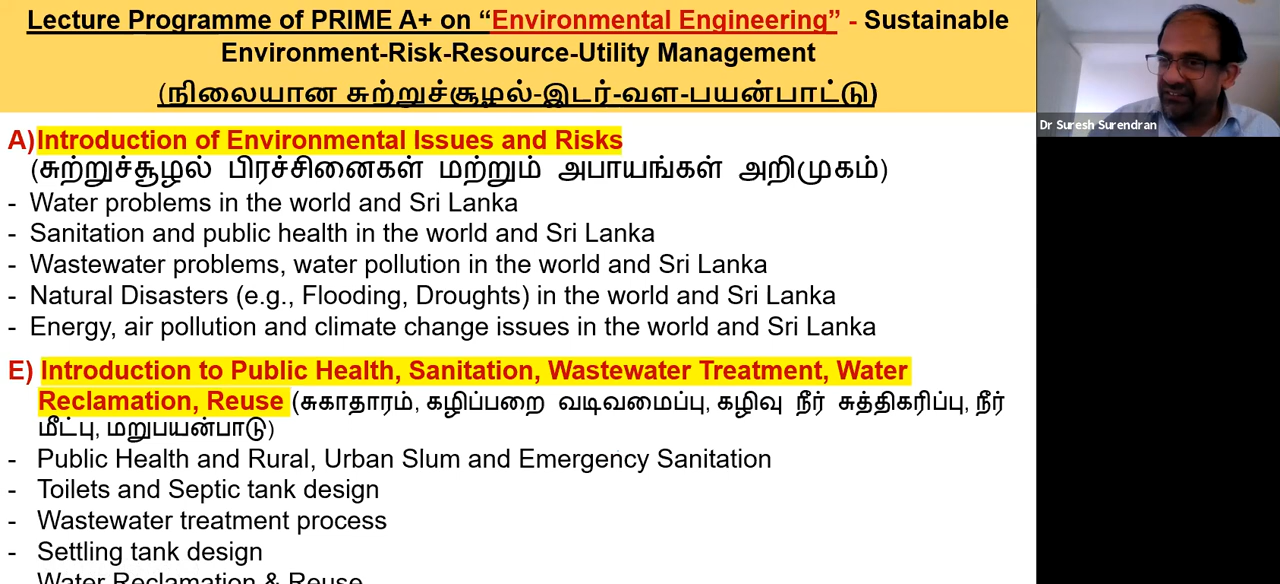 Lecture Programme of PRIME A+ on “Environmental Engineering” - Sustainable
Environment-Risk-Resource-Utility Management
(நிலையான சுற்றுச்சூழல்-இடர்-வள-பயன்பாட்டு)
Dr Suresh Surendran
A)Introduction of Environmental Issues and Risks
(சுற்றுச்சூழல் பிரச்சினைகள் மற்றும் அபாயங்கள் அறிமுகம்)
- Water problems in the world and Sri Lanka
- Sanitation and public health in the world and Sri Lanka
- Wastewater problems, water pollution in the world and Sri Lanka
- Natural Disasters (e.g., Flooding, Droughts) in the world and Sri Lanka
- Energy, air pollution and climate change issues in the world and Sri Lanka
E) Introduction to Public Health, Sanitation, Wastewater Treatment, Water
Reclamation, Reuse (சுகாதாரம், கழிப்பறை வடிவமைப்பு, கழிவு நீர் சுத்திகரிப்பு, நீர்
மீட்பு, மறுபயன்பாடு)
- Public Health and Rural, Urban Slum and Emergency Sanitation
- Toilets and Septic tank design
- Wastewater treatment process
- Settling tank design
Water Reclamation & Reuse